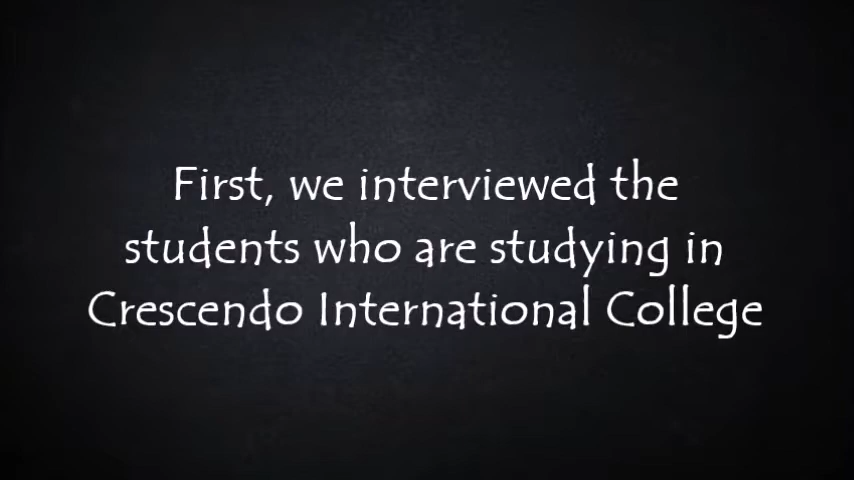 First, we interviewed the
students who are studying in
Crescendo International College